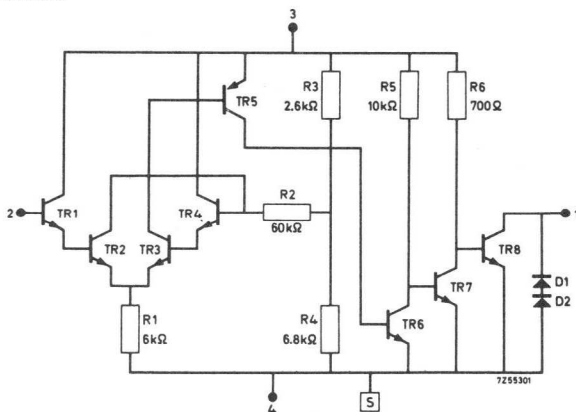 3
R3
2.6kΩ
R5
10kΩ
R6
700Ω
TR5
2
TR1
TR4
R2
60kΩ
TR8
1
TR2
TR3
TR7
D1
D2
R1
6kΩ
R4
6.8kΩ
TR6
7Z55301
4
S